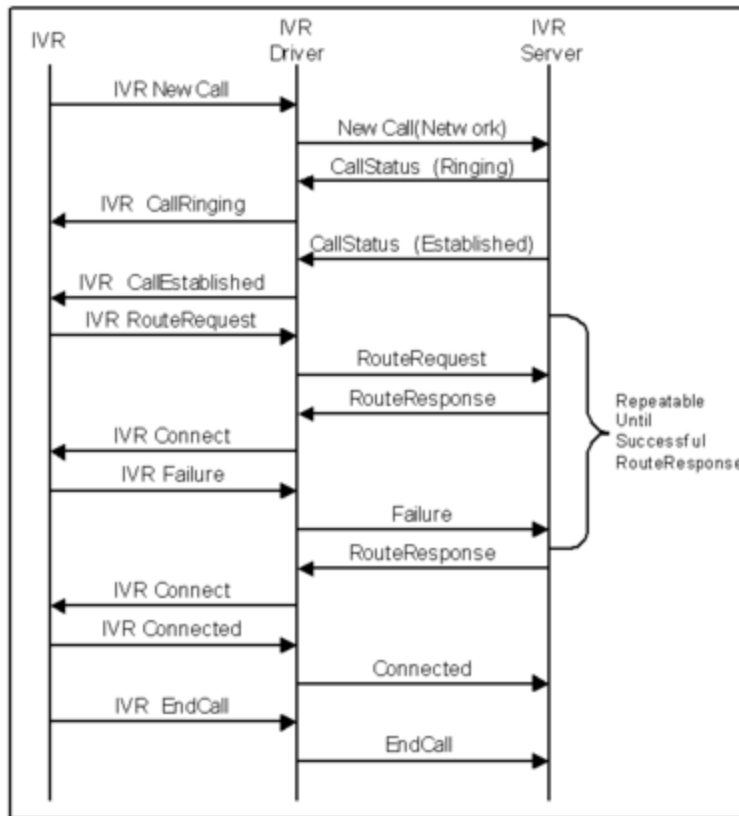 IVR
IVR
Driver
IVR
Server
IVR New Call
New Call(Network)
CallStatus (Ringing)
IVR CallRinging
CallStatus (Established)
IVR CallEstablished
IVR RouteRequest
RouteRequest
RouteResponse
IVR Connect
IVR Failure
Failure
RouteResponse
IVR Connect
IVR Connected
Connected
IVR EndCall
EndCall
Repeatable
Until
Successful
RouteResponse